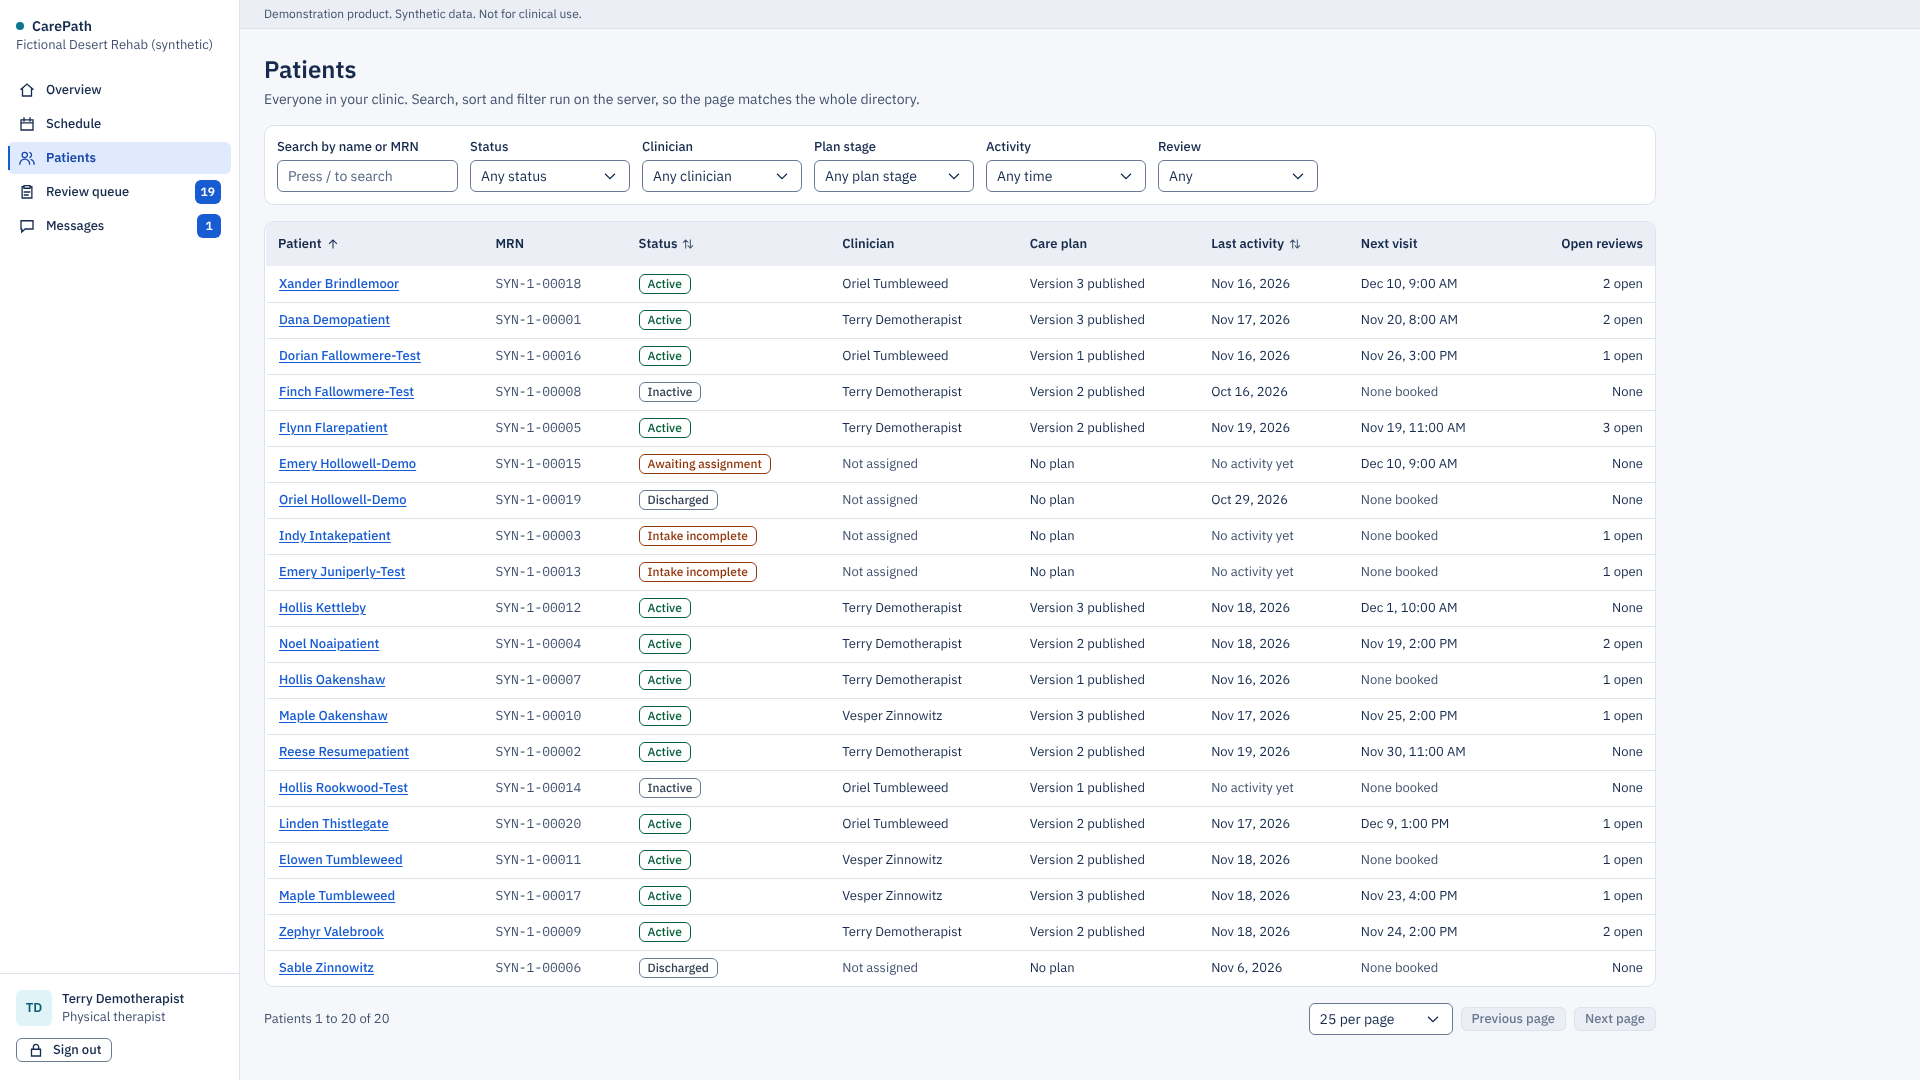 CarePath
Fictional Desert Rehab (synthetic)
Overview
Schedule
Patients
Review queue 19
Messages 1
Terry Demotherapist
TD
Physical therapist
Sign out
Demonstration product. Synthetic data. Not for clinical use.
Patients
Everyone in your clinic. Search, sort and filter run on the server, so the page matches the whole directory.
Search by name or MRN Status Clinician Plan stage Activity Review
Press / to search Any status Any clinician Any plan stage Any time Any
Patient MRN Status Clinician Care plan Last activity Next visit Open reviews
Xander Brindlemoor SYN-1-00018 Active Oriel Tumbleweed Version 3 published Nov 16, 2026 Dec 10, 9:00 AM 2 open
Dana Demopatient SYN-1-00001 Active Terry Demotherapist Version 3 published Nov 17, 2026 Nov 20, 8:00 AM 2 open
Dorian Fallowmere-Test SYN-1-00016 Active Oriel Tumbleweed Version 1 published Nov 16, 2026 Nov 26, 3:00 PM 1 open
Finch Fallowmere-Test SYN-1-00008 Inactive Terry Demotherapist Version 2 published Oct 16, 2026 None booked None
Flynn Flarepatient SYN-1-00005 Active Terry Demotherapist Version 2 published Nov 19, 2026 Nov 19, 11:00 AM 3 open
Emery Hollowell-Demo SYN-1-00015 Awaiting assignment Not assigned No plan No activity yet Dec 10, 9:00 AM None
Oriel Hollowell-Demo SYN-1-00019 Discharged Not assigned No plan Oct 29, 2026 None booked None
Indy Intakepatient SYN-1-00003 Intake incomplete Not assigned No plan No activity yet None booked 1 open
Emery Juniperly-Test SYN-1-00013 Intake incomplete Not assigned No plan No activity yet None booked 1 open
Hollis Kettleby SYN-1-00012 Active Terry Demotherapist Version 3 published Nov 18, 2026 Dec 1, 10:00 AM None
Noel Noaipatient SYN-1-00004 Active Terry Demotherapist Version 2 published Nov 18, 2026 Nov 19, 2:00 PM 2 open
Hollis Oakenshaw SYN-1-00007 Active Terry Demotherapist Version 1 published Nov 16, 2026 None booked 1 open
Maple Oakenshaw SYN-1-00010 Active Vesper Zinnowitz Version 3 published Nov 17, 2026 Nov 25, 2:00 PM 1 open
Reese Resumepatient SYN-1-00002 Active Terry Demotherapist Version 2 published Nov 19, 2026 Nov 30, 11:00 AM None
Hollis Rookwood-Test SYN-1-00014 Inactive Oriel Tumbleweed Version 1 published No activity yet None booked None
Linden Thistlegate SYN-1-00020 Active Oriel Tumbleweed Version 2 published Nov 17, 2026 Dec 9, 1:00 PM 1 open
Elowen Tumbleweed SYN-1-00011 Active Vesper Zinnowitz Version 2 published Nov 18, 2026 None booked 1 open
Maple Tumbleweed SYN-1-00017 Active Vesper Zinnowitz Version 3 published Nov 18, 2026 Nov 23, 4:00 PM 1 open
Zephyr Valebrook SYN-1-00009 Active Terry Demotherapist Version 2 published Nov 18, 2026 Nov 24, 2:00 PM 2 open
Sable Zinnowitz SYN-1-00006 Discharged Not assigned No plan Nov 6, 2026 None booked None
Patients 1 to 20 of 20 25 per page Previous page Next page